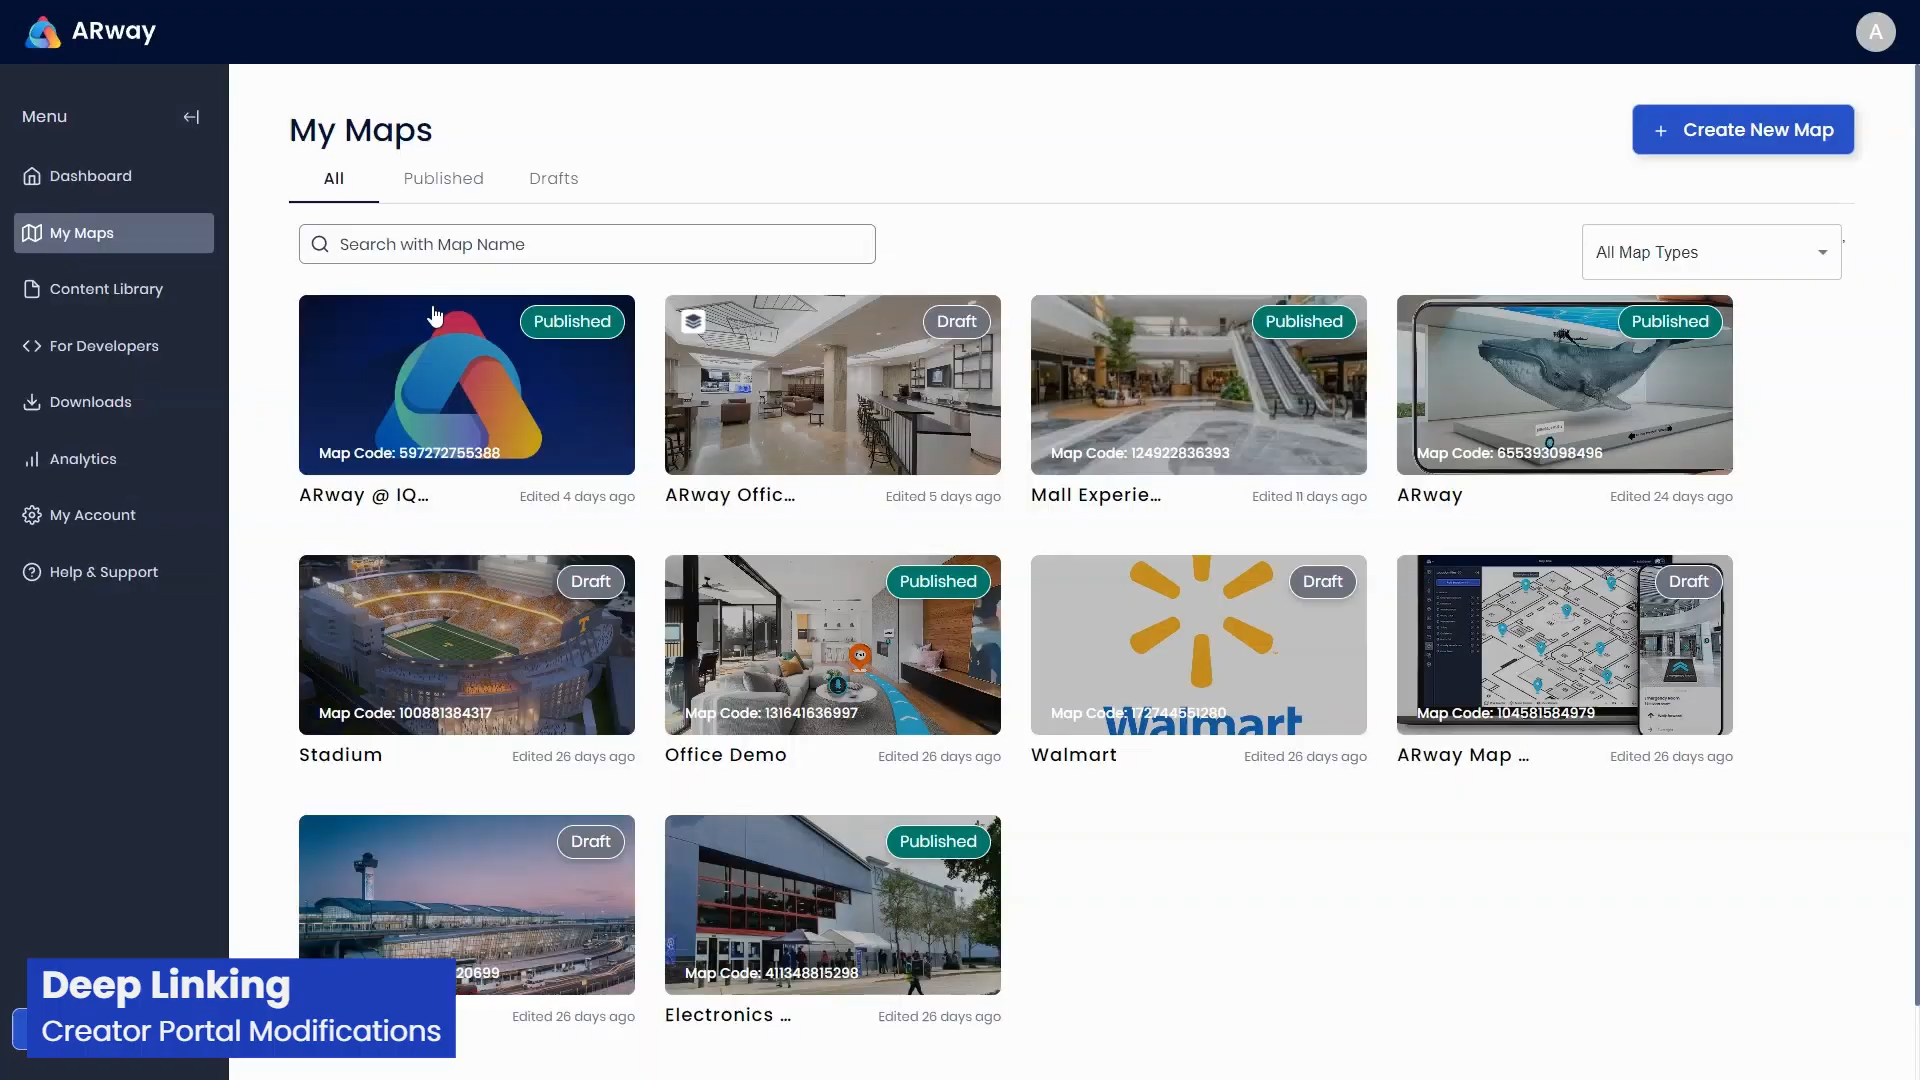 ARway
A
Menu
Dashboard
My Maps
Content Library
For Developers
Downloads
Analytics
My Account
Help & Support
My Maps
+ Create New Map
All
Published
Drafts
Search with Map Name
All Map Types
Published
Map Code: 597272755388
ARway @ IQ...
Edited 4 days ago
Draft
ARway Offic...
Edited 5 days ago
Published
Map Code: 124922836393
Mall Experie...
Edited 11 days ago
Published
Map Code: 655393098496
ARway
Edited 24 days ago
Draft
Map Code: 100881384317
Stadium
Edited 26 days ago
Published
Map Code: 131641636997
Office Demo
Edited 26 days ago
Draft
Walmart
Map Code: 172744551280
Walmart
Edited 26 days ago
Draft
Map Code: 104581584979
ARway Map ...
Edited 26 days ago
Draft
20699
Edited 26 days ago
Published
Map Code: 411348815298
Electronics ...
Edited 26 days ago
Deep Linking
Creator Portal Modifications